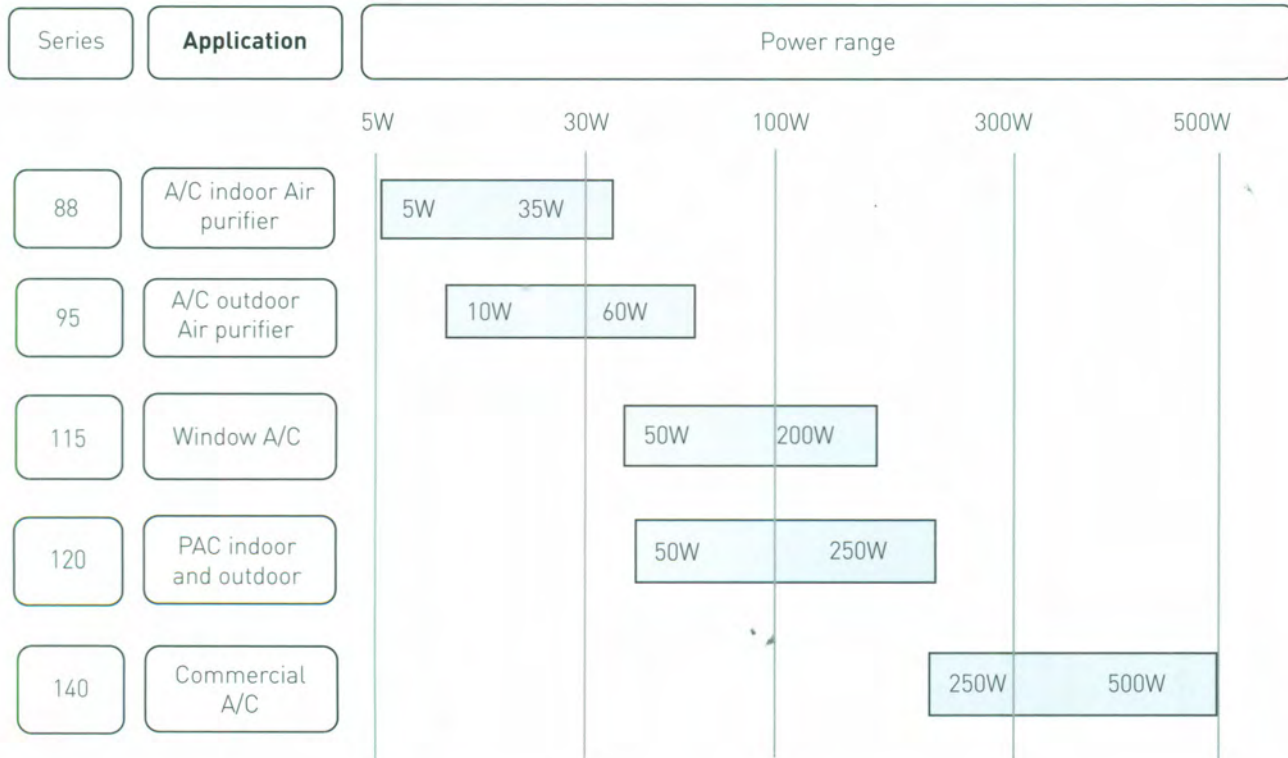 Series Application Power range
5W 30W 100W 300W 500W
88
A/C indoor Air
purifier
5W 35W
95
A/C outdoor
Air purifier
10W 60W
115
Window A/C
50W 200W
120
PAC indoor
and outdoor
50W 250W
140
Commercial
A/C
250W 500W